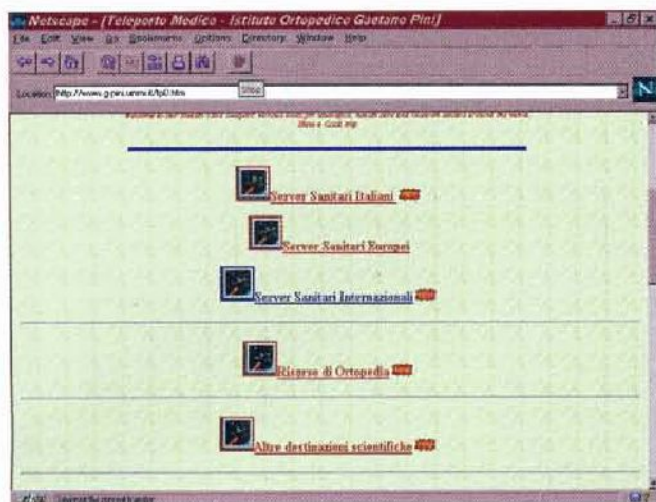 Netscape - [Teleporto Medico - Istituto Ortopedico Gaetano Pini]
File Edit View Go Bookmarks Options Directory Window Help
Location:
Stop
N
Server Sanitari Italiani
Server Sanitari Europei
Server Sanitari Internazionali
Risorse di Ortopedia
Altre destinazioni scientifiche